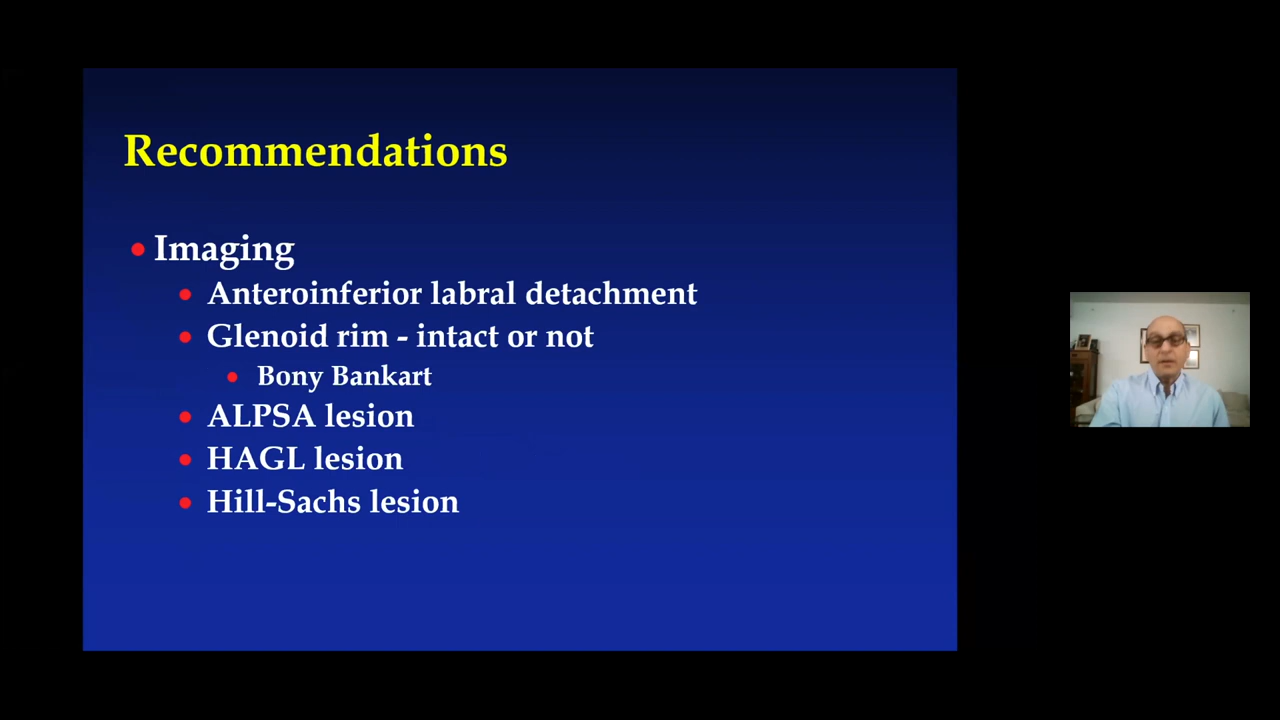 Recommendations
Imaging
Anteroinferior labral detachment
Glenoid rim - intact or not
Bony Bankart
ALPSA lesion
HAGL lesion
Hill-Sachs lesion